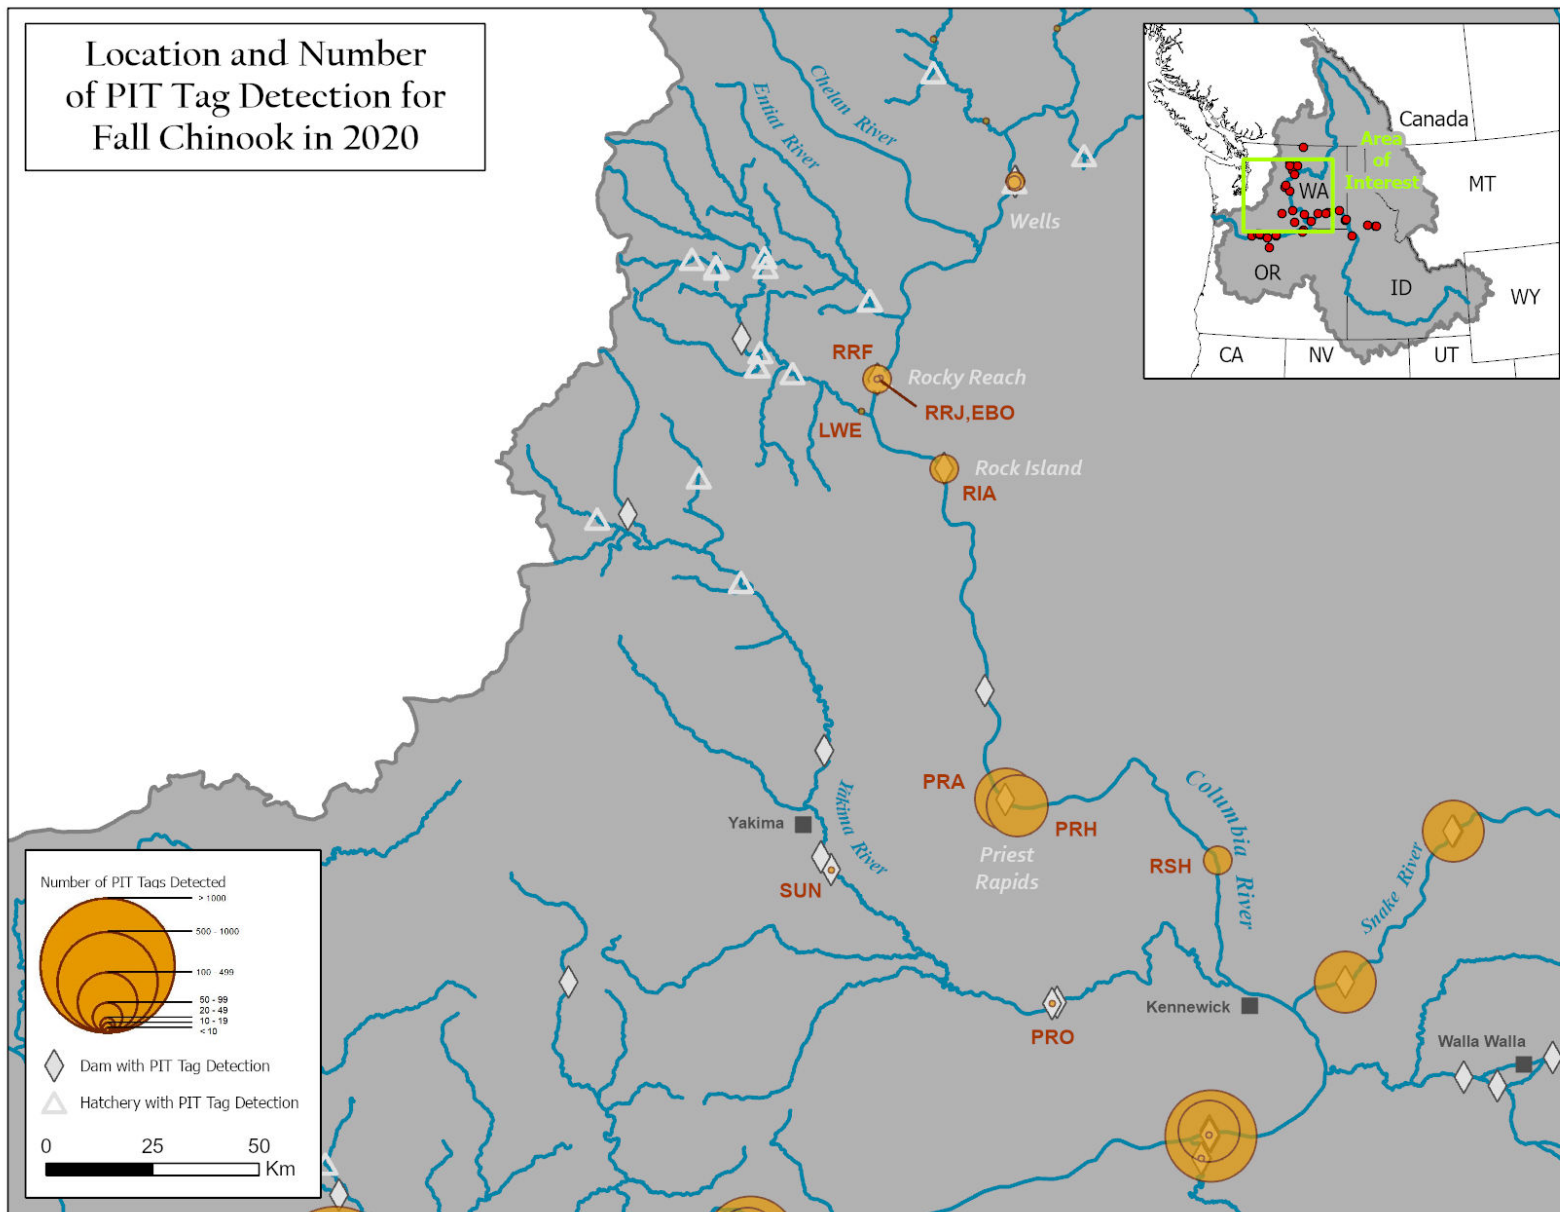 Location and Number
of PIT Tag Detection for
Fall Chinook in 2020
Entiat River
Chelan River
Wells
Canada
Area
of
Interest
WA
MT
OR
ID
WY
CA
NV
UT
RRF
Rocky Reach
RRJ,EBO
LWE
Rock Island
RIA
PRA
PRH
Priest
Rapids
Yakima
Yakima River
SUN
Columbia River
RSH
Snake River
PRO
Kennewick
Walla Walla
Number of PIT Tags Detected
> 1000
500 - 1000
100 - 499
50 - 99
20 - 49
10 - 19
< 10
Dam with PIT Tag Detection
Hatchery with PIT Tag Detection
0 25 50
Km